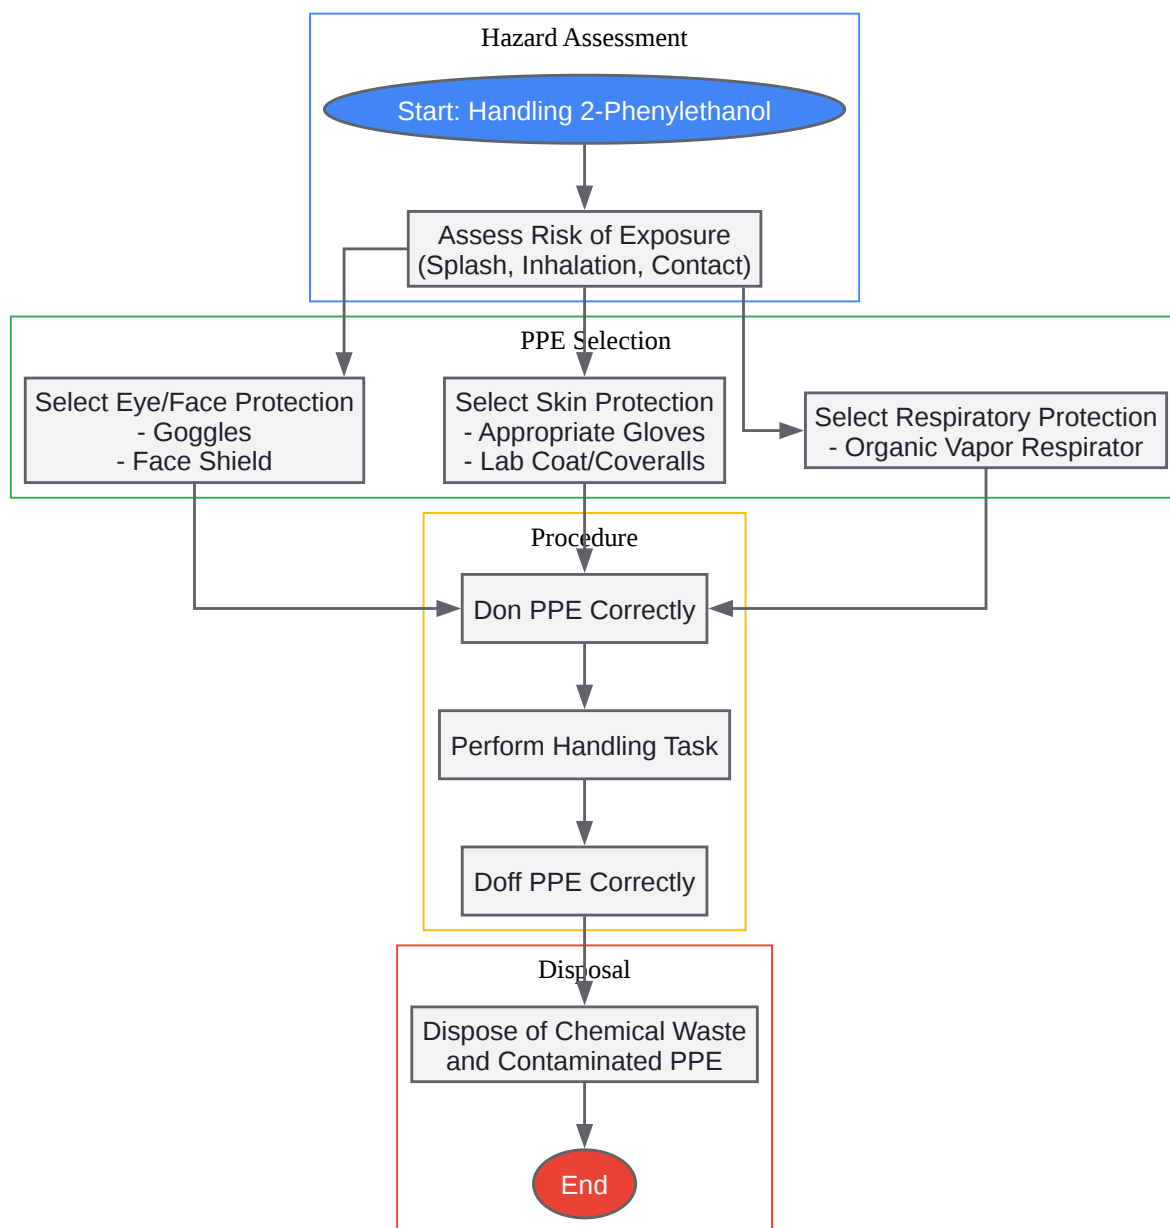 Hazard Assessment
Start: Handling 2-Phenylethanol
Assess Risk of Exposure
(Splash, Inhalation, Contact)
PPE Selection
Select Eye/Face Protection
- Goggles
- Face Shield
Select Skin Protection
- Appropriate Gloves
- Lab Coat/Coveralls
Select Respiratory Protection
- Organic Vapor Respirator
Procedure
Don PPE Correctly
Perform Handling Task
Doff PPE Correctly
Disposal
Dispose of Chemical Waste
and Contaminated PPE
End